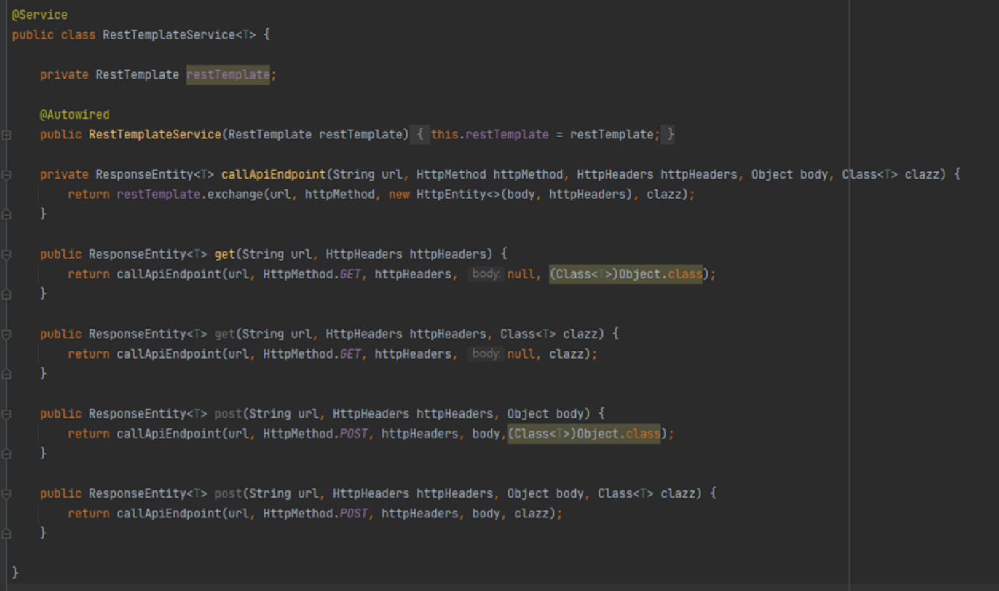 @Service
public class RestTemplateService<T> {
private RestTemplate restTemplate;
@Autowired
public RestTemplateService(RestTemplate restTemplate) { this.restTemplate = restTemplate; }
private ResponseEntity<T> callApiEndpoint(String url, HttpMethod httpMethod, HttpHeaders httpHeaders, Object body, Class<T> clazz) {
return restTemplate.exchange(url, httpMethod, new HttpEntity<>(body, httpHeaders), clazz);
}
public ResponseEntity<T> get(String url, HttpHeaders httpHeaders) {
return callApiEndpoint(url, HttpMethod.GET, httpHeaders, body: null, (Class<T>)Object.class);
}
public ResponseEntity<T> get(String url, HttpHeaders httpHeaders, Class<T> clazz) {
return callApiEndpoint(url, HttpMethod.GET, httpHeaders, body: null, clazz);
}
public ResponseEntity<T> post(String url, HttpHeaders httpHeaders, Object body) {
return callApiEndpoint(url, HttpMethod.POST, httpHeaders, body,(Class<T>)Object.class);
}
public ResponseEntity<T> post(String url, HttpHeaders httpHeaders, Object body, Class<T> clazz) {
return callApiEndpoint(url, HttpMethod.POST, httpHeaders, body, clazz);
}
}